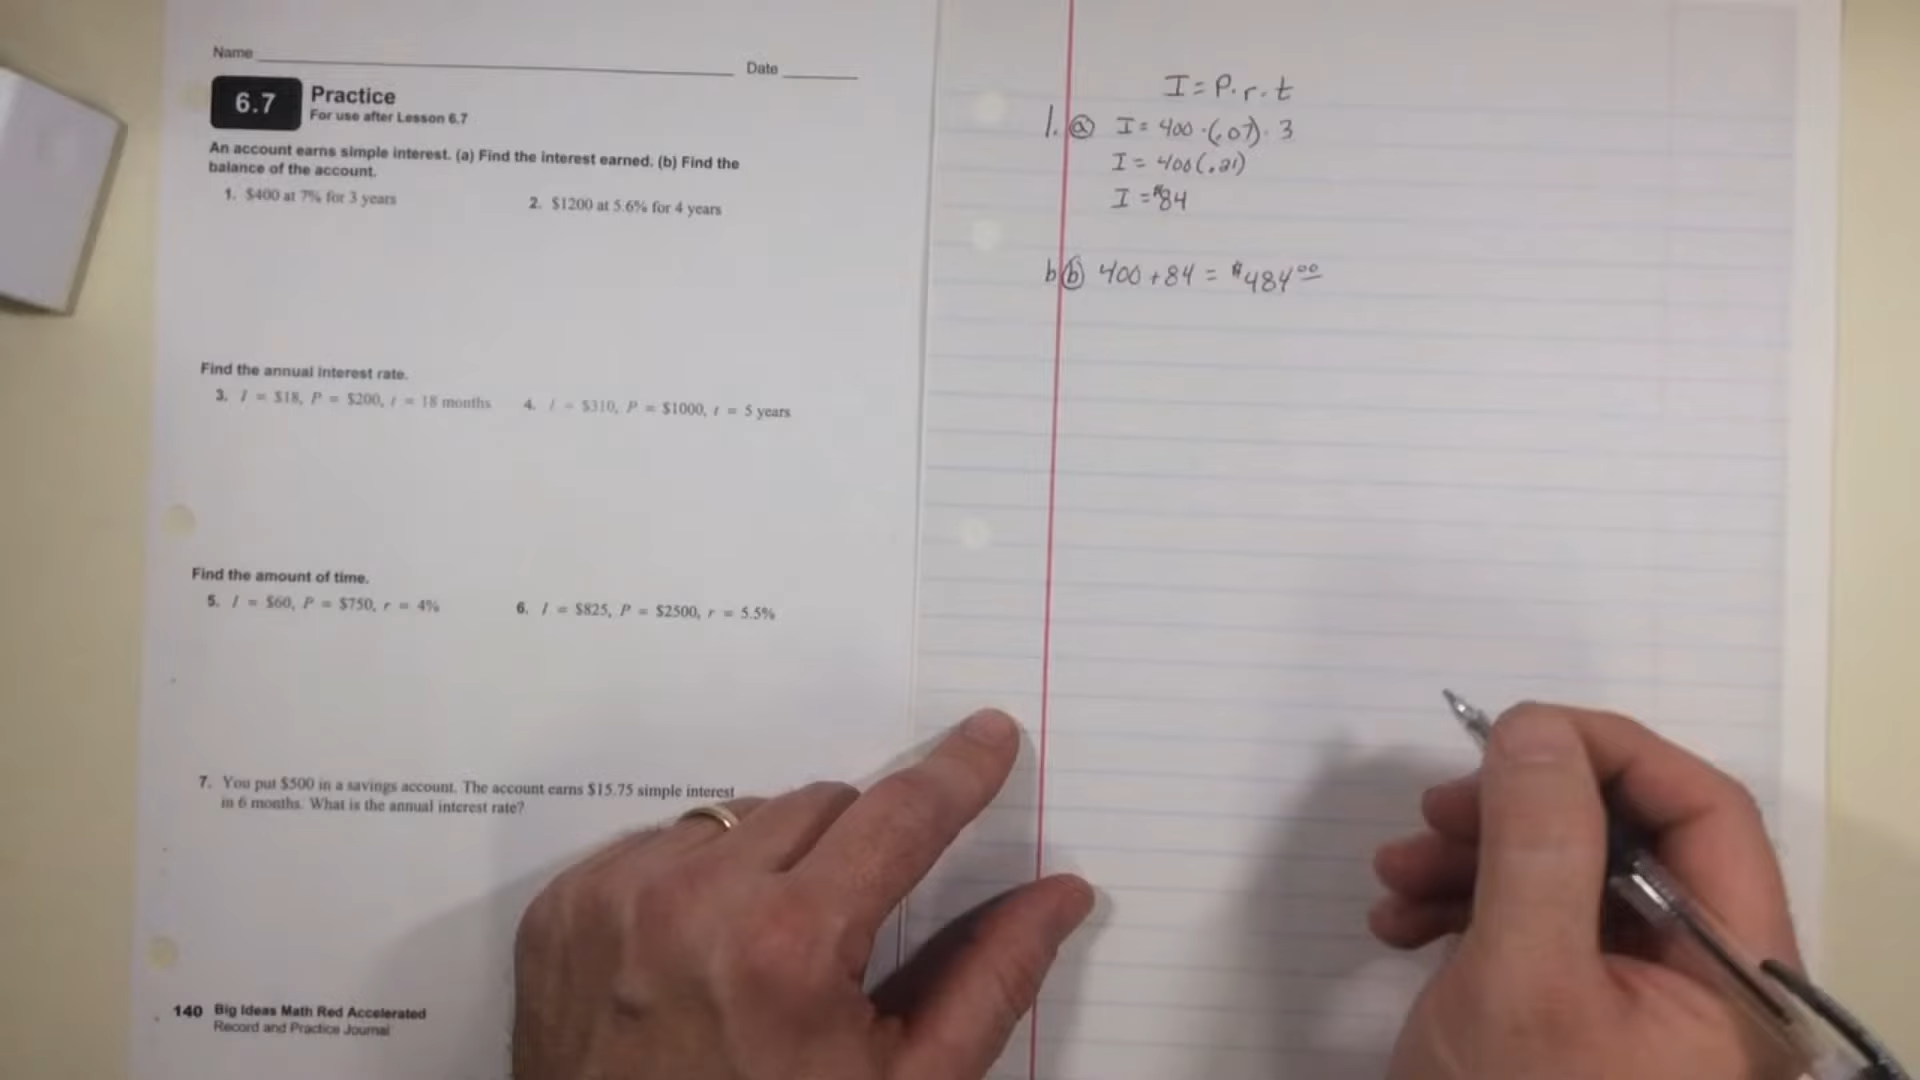 Name Date
6.7 Practice
For use after Lesson 6.7
An account earns simple interest. (a) Find the interest earned. (b) Find the
balance of the account.
1. $400 at 7% for 3 years
2. $1200 at 5.6% for 4 years
Find the annual interest rate.
3. I = $18, P = $200, t = 18 months
4. I = $310, P = $1000, t = 5 years
Find the amount of time.
5. I = $60, P = $750, r = 4%
6. I = $825, P = $2500, r = 5.5%
7. You put $500 in a savings account. The account earns $15.75 simple interest
in 6 months. What is the annual interest rate?
140 Big Ideas Math Red Accelerated
Record and Practice Journal
I = P·r·t
1. ⓐ I = 400·(.07)·3
I = 400(.21)
I = $84
b ⓑ 400 + 84 = $484 00